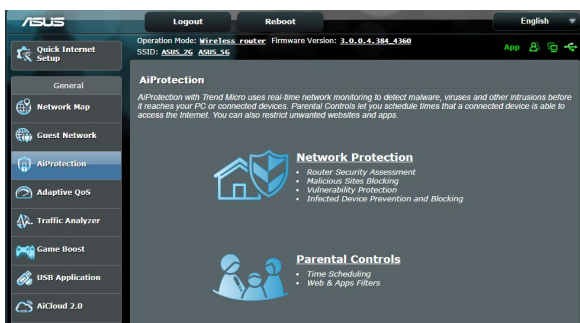 ASUS
Logout
Reboot
English
Quick Internet
Setup
Operation Mode: Wireless router Firmware Version: 3.0.0.4.384_4360
SSID: ASUS_2G ASUS_5G
App
General
Network Map
Guest Network
AiProtection
Adaptive QoS
Traffic Analyzer
Game Boost
USB Application
AiCloud 2.0
AiProtection
AiProtection with Trend Micro uses real-time network monitoring to detect malware, viruses and other intrusions before
it reaches your PC or connected devices. Parental Controls let you schedule times that a connected device is able to
access the Internet. You can also restrict unwanted websites and apps.
Network Protection
• Router Security Assessment
• Malicious Sites Blocking
• Vulnerability Protection
• Infected Device Prevention and Blocking
Parental Controls
• Time Scheduling
• Web & Apps Filters